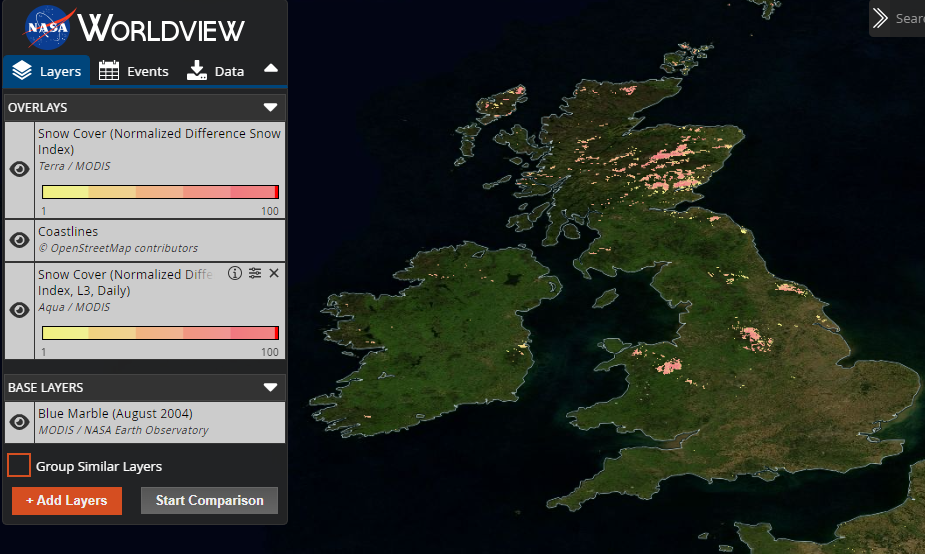 NASA WORLDVIEW
Layers Events Data
OVERLAYS
Snow Cover (Normalized Difference Snow
Index)
Terra / MODIS
1 100
Coastlines
© OpenStreetMap contributors
Snow Cover (Normalized Diffe
Index, L3, Daily)
Aqua / MODIS
1 100
BASE LAYERS
Blue Marble (August 2004)
MODIS / NASA Earth Observatory
Group Similar Layers
+ Add Layers Start Comparison
Sear